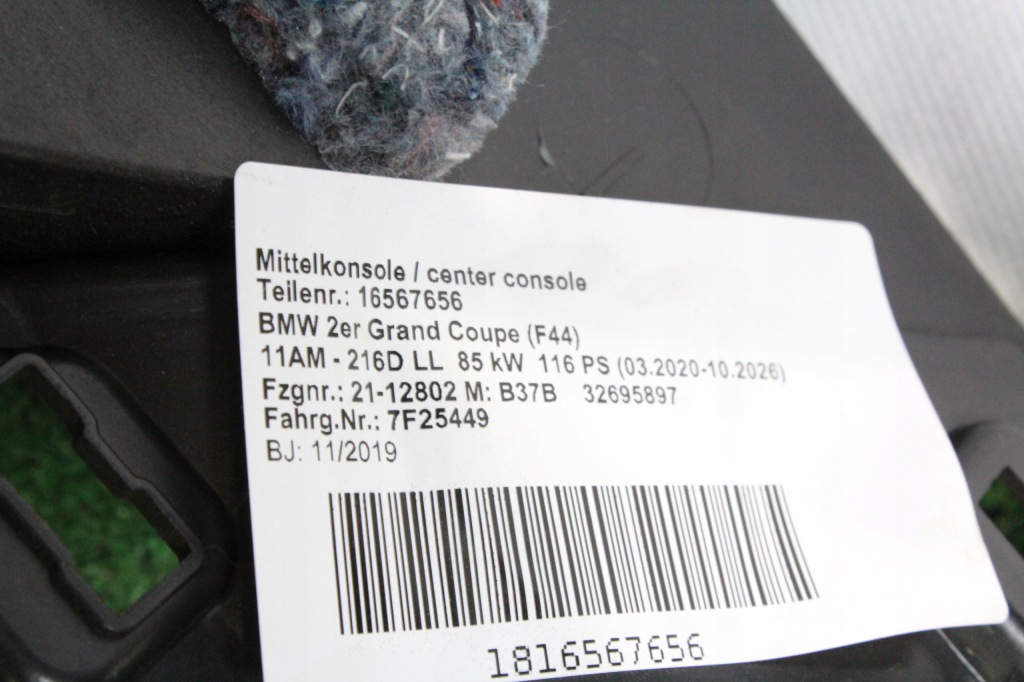 Mittelkonsole / center console
Teilenr.: 16567656
BMW 2er Grand Coupe (F44)
11AM - 216D LL 85 kW 116 PS (03.2020-10.2026)
Fzgnr.: 21-12802 M: B37B 32695897
Fahrg.Nr.: 7F25449
BJ: 11/2019
1816567656